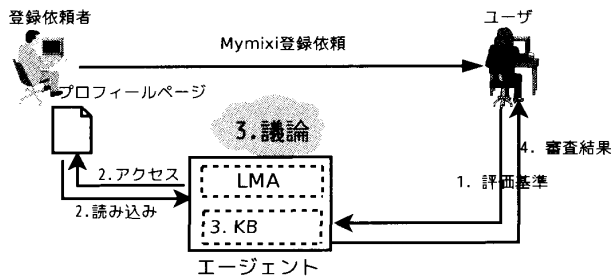 登録依頼者
ユーザ
Mymixi登録依頼
プロフィールページ
3.議論
4. 審査結果
2.アクセス
LMA
1. 評価基準
2.読み込み
3. KB
エージェント